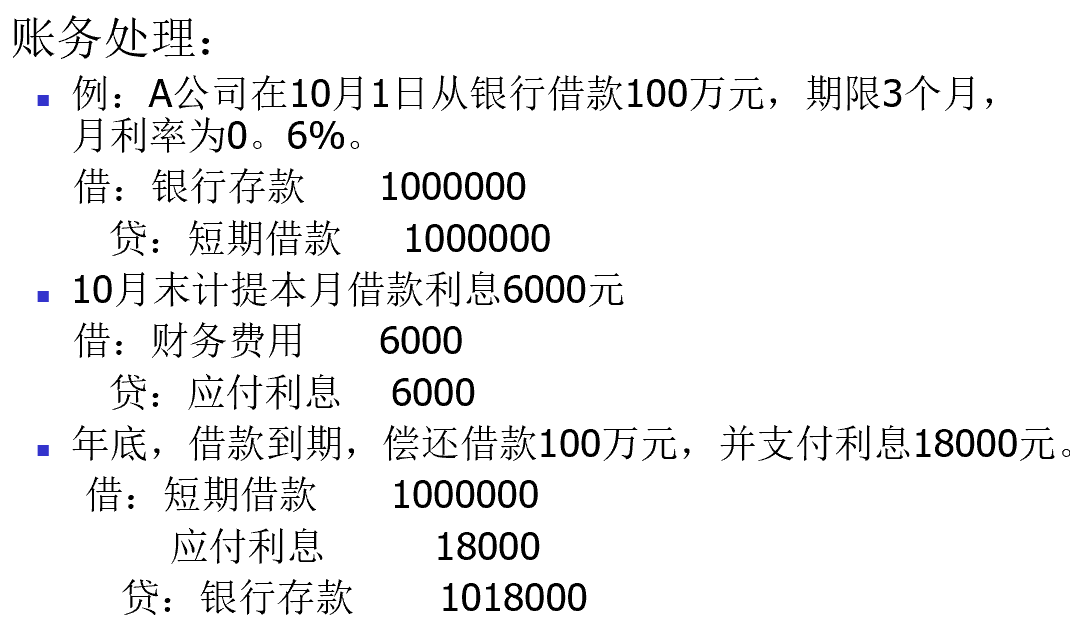 账务处理：
例：A公司在10月1日从银行借款100万元，期限3个月，
月利率为0。6%。
借：银行存款 1000000
贷：短期借款 1000000
10月末计提本月借款利息6000元
借：财务费用 6000
贷：应付利息 6000
年底，借款到期，偿还借款100万元，并支付利息18000元。
借：短期借款 1000000
应付利息 18000
贷：银行存款 1018000